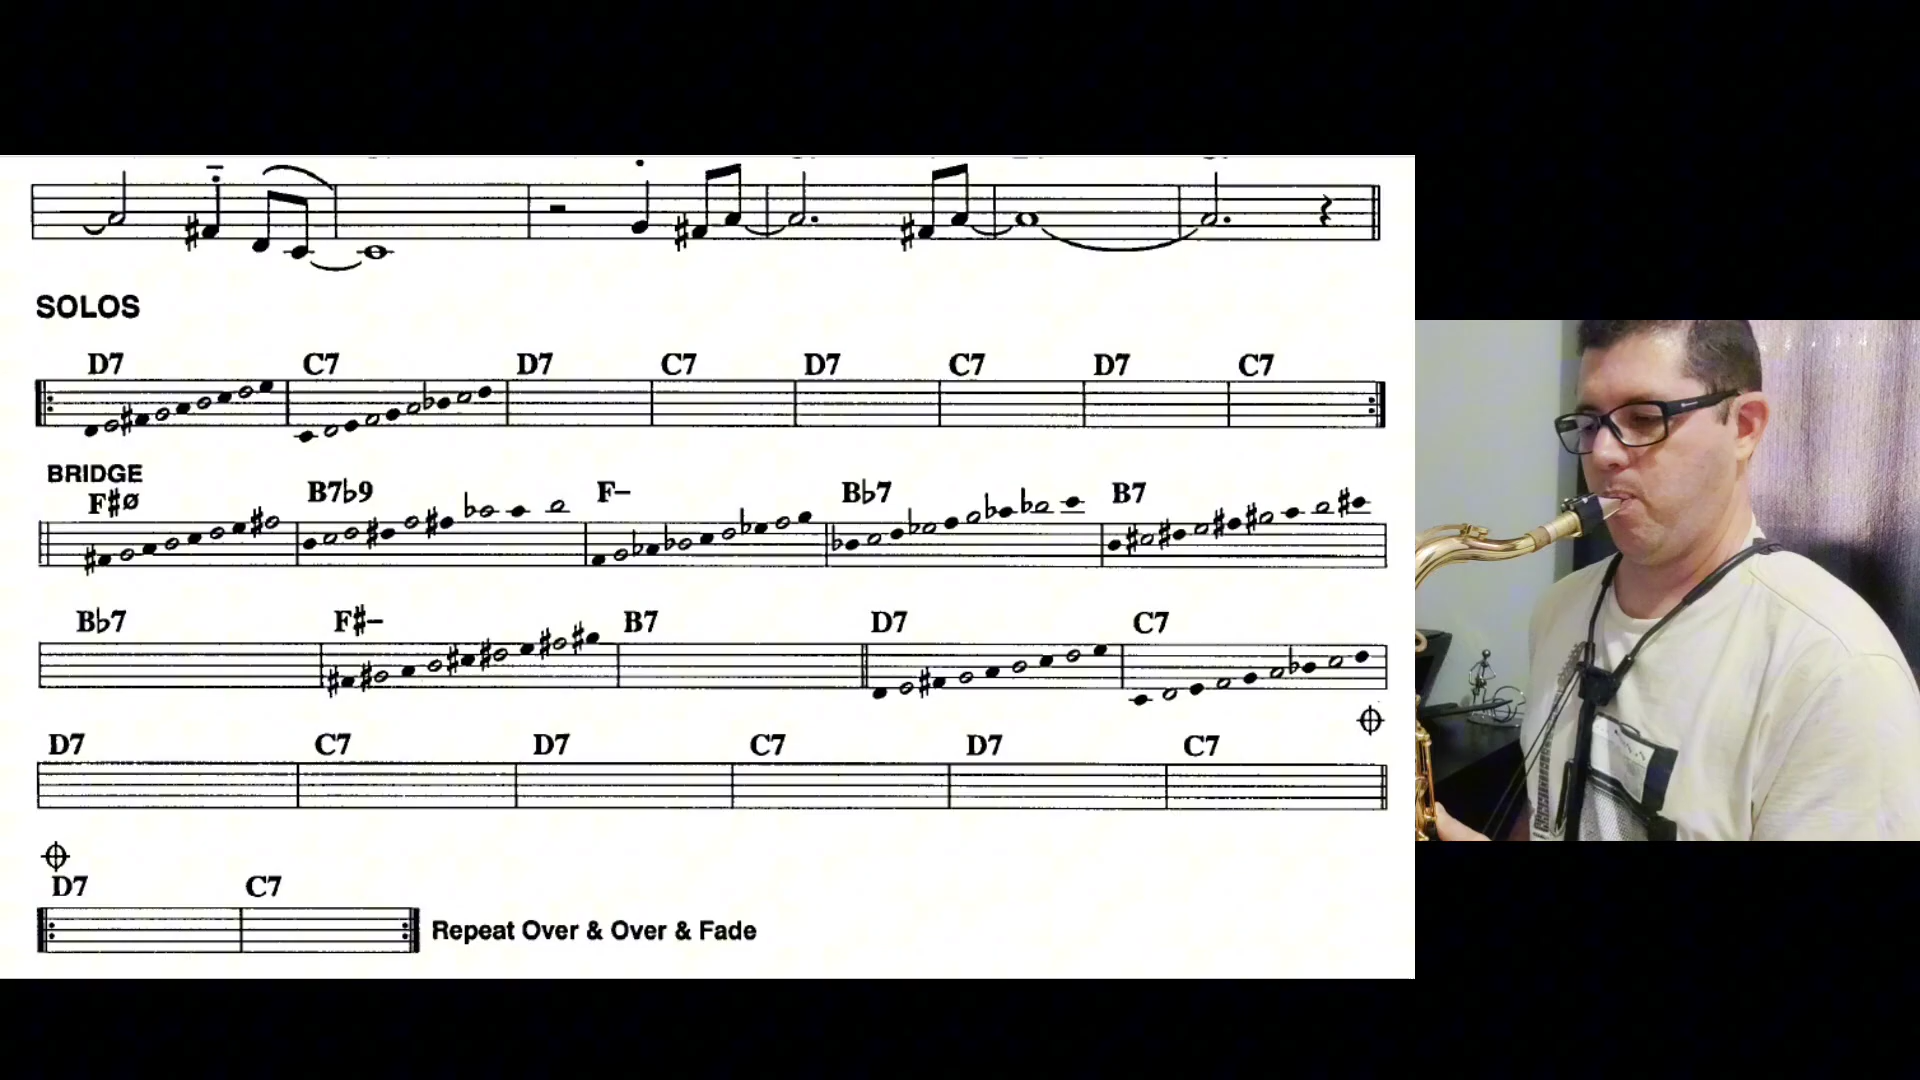 SOLOS
D7 C7 D7 C7 D7 C7 D7 C7
BRIDGE
F#ø B7♭9 F– B♭7 B7
B♭7 F#– B7 D7 C7
D7 C7 D7 C7 D7 C7
D7 C7
Repeat Over & Over & Fade